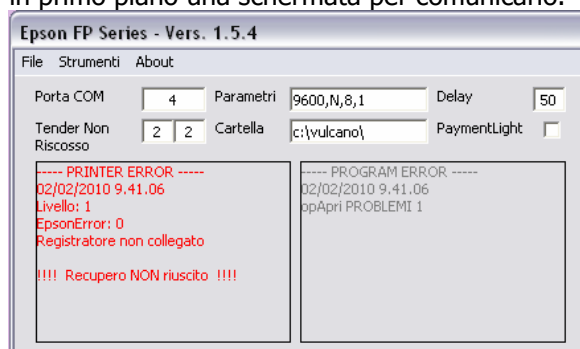 in primo piano una schermata per comunicarlo.
Epson FP Series - Vers. 1.5.4
File Strumenti About
Porta COM 4 Parametri 9600,N,8,1 Delay 50
Tender Non Riscosso 2 2 Cartella c:\vulcano\ PaymentLight
----- PRINTER ERROR -----
02/02/2010 9.41.06
Livello: 1
EpsonError: 0
Registratore non collegato
!!!! Recupero NON riuscito !!!!
----- PROGRAM ERROR -----
02/02/2010 9.41.06
opApri PROBLEMI 1